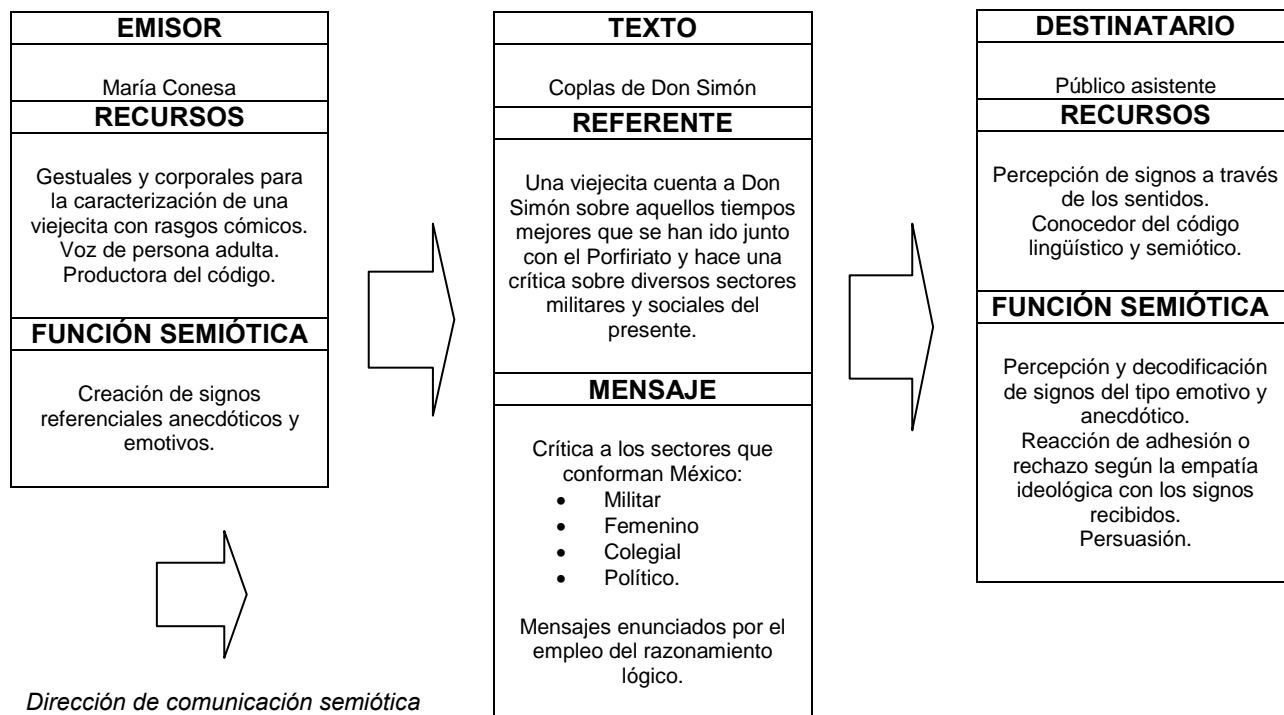 EMISOR
María Conesa
RECURSOS
Gestuales y corporales para
la caracterización de una
viejecita con rasgos cómicos.
Voz de persona adulta.
Productora del código.
FUNCIÓN SEMIÓTICA
Creación de signos
referenciales anecdóticos y
emotivos.
Dirección de comunicación semiótica
TEXTO
Coplas de Don Simón
REFERENTE
Una viejecita cuenta a Don
Simón sobre aquellos tiempos
mejores que se han ido junto
con el Porfiriato y hace una
crítica sobre diversos sectores
militares y sociales del
presente.
MENSAJE
Crítica a los sectores que
conforman México:
• Militar
• Femenino
• Colegial
• Político.
Mensajes enunciados por el
empleo del razonamiento
lógico.
DESTINATARIO
Público asistente
RECURSOS
Percepción de signos a través
de los sentidos.
Conocedor del código
lingüístico y semiótico.
FUNCIÓN SEMIÓTICA
Percepción y decodificación
de signos del tipo emotivo y
anecdótico.
Reacción de adhesión o
rechazo según la empatía
ideológica con los signos
recibidos.
Persuasión.